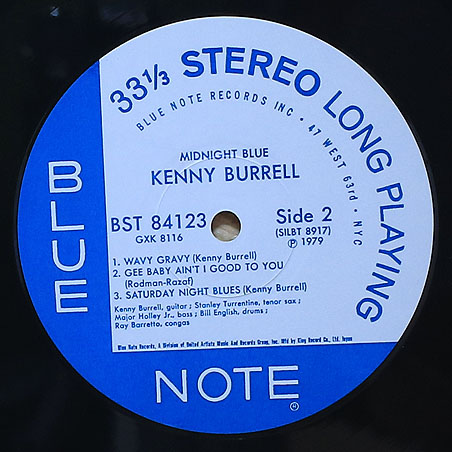 33⅓ STEREO LONG PLAYING
BLUE NOTE RECORDS INC • 47 WEST 63rd • NYC
MIDNIGHT BLUE
KENNY BURRELL
BST 84123
GXK 8116
Side 2
(SILBT 8917)
Ⓟ 1979
1. WAVY GRAVY (Kenny Burrell)
2. GEE BABY AIN'T I GOOD TO YOU
(Rodman-Razaf)
3. SATURDAY NIGHT BLUES (Kenny Burrell)
Kenny Burrell, guitar ; Stanley Turrentine, tenor sax ;
Major Holley Jr., bass ; Bill English, drums ;
Ray Barretto, congas
Blue Note Records, A Division of United Artists Music And Records Group, Inc. Mfd by King Record Co., Ltd.
BLUE
NOTE